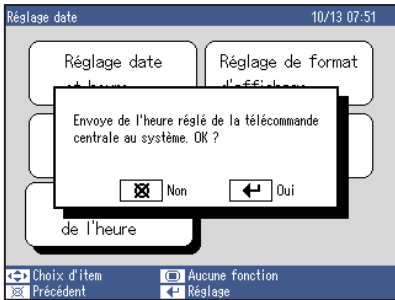 Réglage date
10/13 07:51
Réglage date
Réglage de format
Envoye de l'heure réglé de la télécommande
centrale au système. OK ?
Non
Oui
de l'heure
Choix d'item
Aucune fonction
Précédent
Réglage